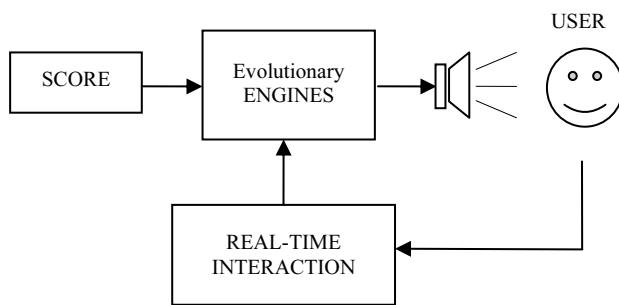 USER
SCORE
Evolutionary
ENGINES
REAL-TIME
INTERACTION